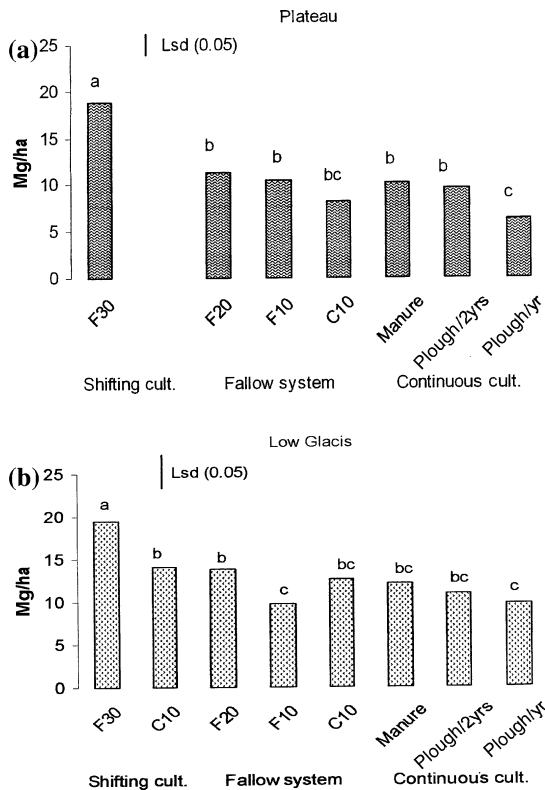 Plateau
(a)
Lsd (0.05)
25
20
15
10
5
0
Mg/ha
a
b
b
bc
b
b
c
F30
F20
F10
C10
Manure
Plough/2yrs
Plough/yr
Shifting cult.
Fallow system
Continuous cult.
Low Glacis
(b)
Lsd (0.05)
25
20
15
10
5
0
Mg/ha
a
b
b
c
bc
bc
bc
c
F30
C10
F20
F10
C10
Manure
Plough/2yrs
Plough/yr
Shifting cult.
Fallow system
Continuous cult.